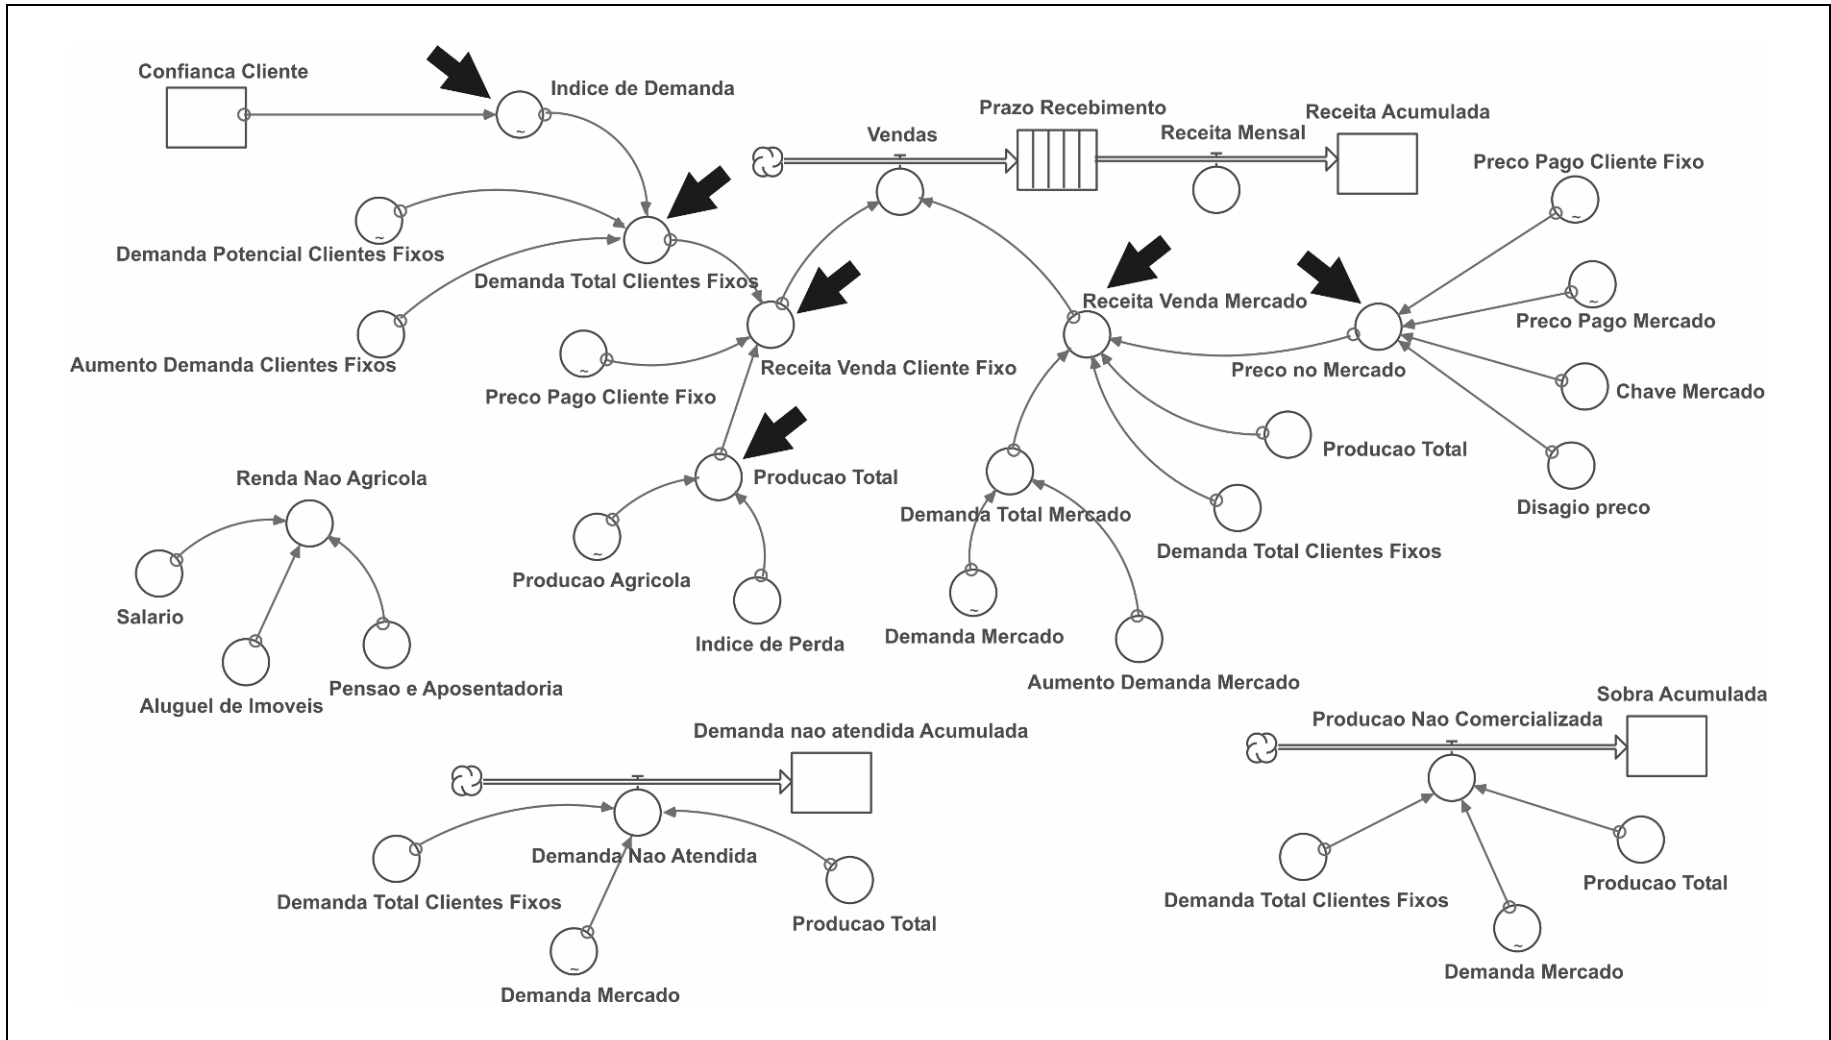 Confianca Cliente
Indice de Demanda
Prazo Recebimento
Receita Acumulada
Vendas
Receita Mensal
Preco Pago Cliente Fixo
Demanda Potencial Clientes Fixos
Demanda Total Clientes Fixos
Receita Venda Mercado
Preco Pago Mercado
Aumento Demanda Clientes Fixos
Receita Venda Cliente Fixo
Preco no Mercado
Preco Pago Cliente Fixo
Chave Mercado
Producao Total
Renda Nao Agricola
Producao Total
Demanda Total Mercado
Disagio preco
Demanda Total Clientes Fixos
Producao Agricola
Salario
Indice de Perda
Demanda Mercado
Pensao e Aposentadoria
Aumento Demanda Mercado
Aluguel de Imoveis
Sobra Acumulada
Producao Nao Comercializada
Demanda nao atendida Acumulada
Demanda Nao Atendida
Demanda Total Clientes Fixos
Producao Total
Demanda Mercado
Demanda Total Clientes Fixos
Producao Total
Demanda Mercado